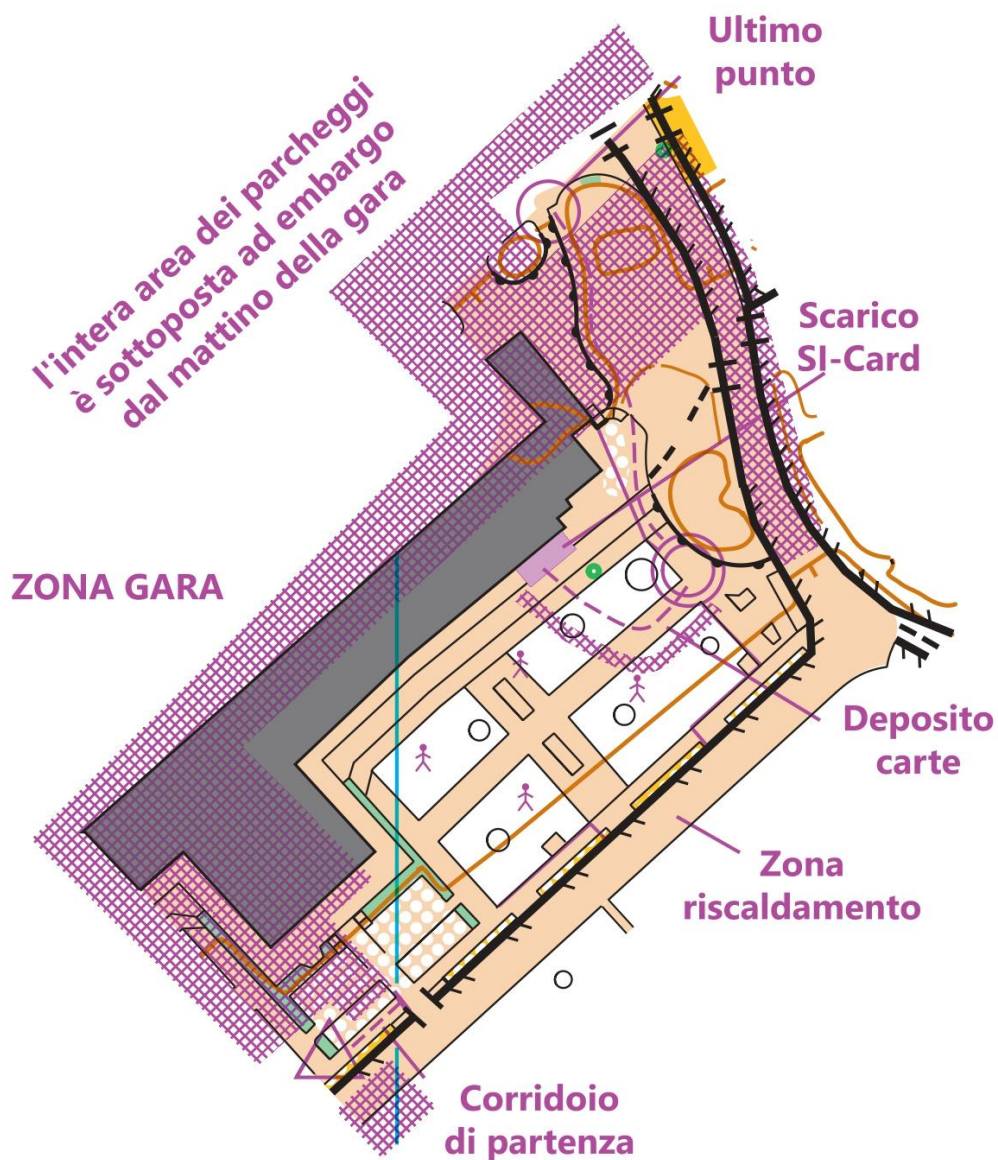 Ultimo
punto
l'intera area dei parcheggi
è sottoposta ad embargo
dal mattino della gara
Scarico
SI-Card
ZONA GARA
Deposito
carte
Zona
riscaldamento
Corridoio
di partenza